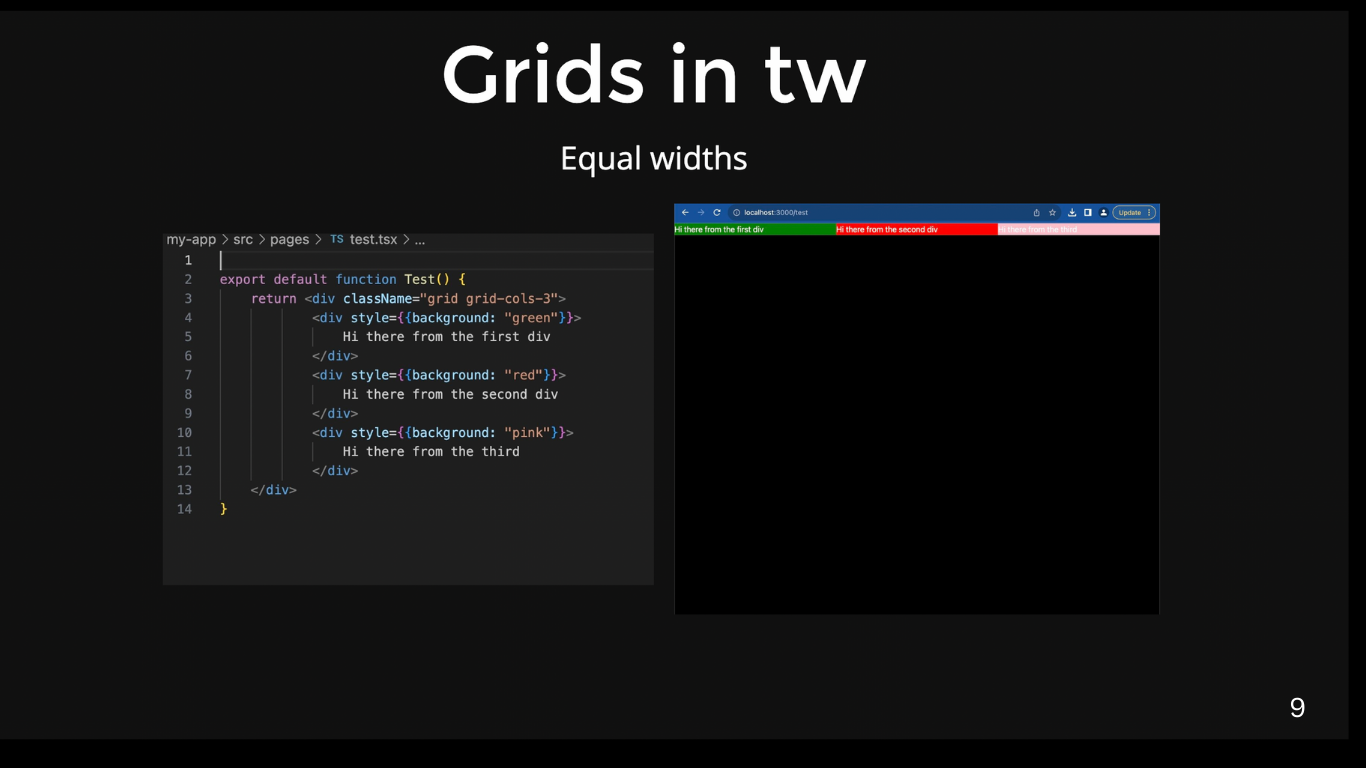 Grids in tw
Equal widths
my-app > src > pages > TS test.tsx > ...
1
2 export default function Test() {
3 return <div className="grid grid-cols-3">
4 <div style={{background: "green"}}>
5 Hi there from the first div
6 </div>
7 <div style={{background: "red"}}>
8 Hi there from the second div
9 </div>
10 <div style={{background: "pink"}}>
11 Hi there from the third
12 </div>
13 </div>
14 }
localhost:3000/test Update
Hi there from the first div Hi there from the second div Hi there from the third
9